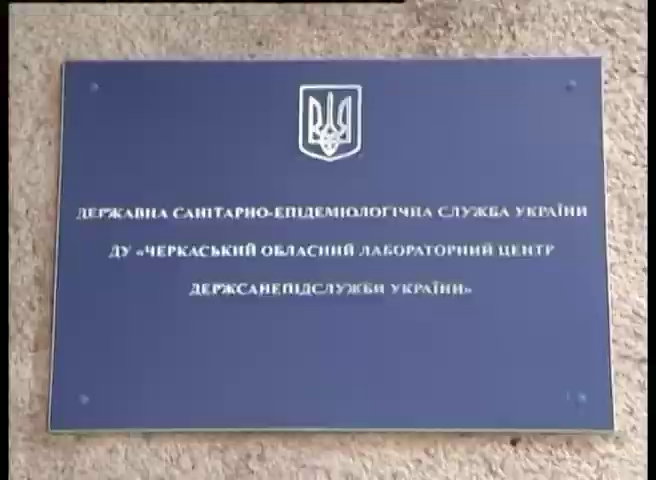 ДЕРЖАВНА САНІТАРНО-ЕПІДЕМІОЛОГІЧНА СЛУЖБА УКРАЇНИ
ДУ «ЧЕРКАСЬКИЙ ОБЛАСНИЙ ЛАБОРАТОРНИЙ ЦЕНТР
ДЕРЖСАНЕПІДСЛУЖБИ УКРАЇНИ»